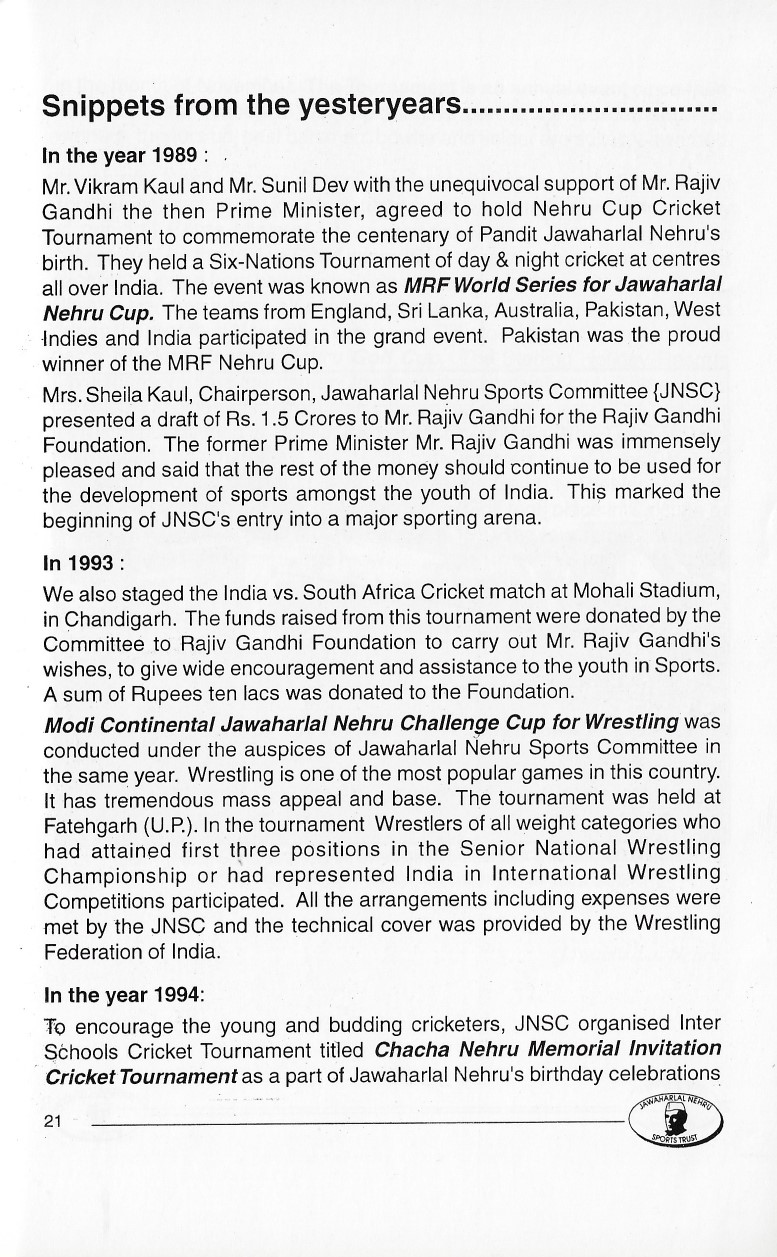 Snippets from the yesteryears...............................
In the year 1989 :
Mr. Vikram Kaul and Mr. Sunil Dev with the unequivocal support of Mr. Rajiv
Gandhi the then Prime Minister, agreed to hold Nehru Cup Cricket
Tournament to commemorate the centenary of Pandit Jawaharlal Nehru's
birth. They held a Six-Nations Tournament of day & night cricket at centres
all over India. The event was known as MRF World Series for Jawaharlal
Nehru Cup. The teams from England, Sri Lanka, Australia, Pakistan, West
Indies and India participated in the grand event. Pakistan was the proud
winner of the MRF Nehru Cup.
Mrs. Sheila Kaul, Chairperson, Jawaharlal Nehru Sports Committee {JNSC}
presented a draft of Rs. 1.5 Crores to Mr. Rajiv Gandhi for the Rajiv Gandhi
Foundation. The former Prime Minister Mr. Rajiv Gandhi was immensely
pleased and said that the rest of the money should continue to be used for
the development of sports amongst the youth of India. This marked the
beginning of JNSC's entry into a major sporting arena.
In 1993 :
We also staged the India vs. South Africa Cricket match at Mohali Stadium,
in Chandigarh. The funds raised from this tournament were donated by the
Committee to Rajiv Gandhi Foundation to carry out Mr. Rajiv Gandhi's
wishes, to give wide encouragement and assistance to the youth in Sports.
A sum of Rupees ten lacs was donated to the Foundation.
Modi Continental Jawaharlal Nehru Challenge Cup for Wrestling was
conducted under the auspices of Jawaharlal Nehru Sports Committee in
the same year. Wrestling is one of the most popular games in this country.
It has tremendous mass appeal and base. The tournament was held at
Fatehgarh (U.P.). In the tournament Wrestlers of all weight categories who
had attained first three positions in the Senior National Wrestling
Championship or had represented India in International Wrestling
Competitions participated. All the arrangements including expenses were
met by the JNSC and the technical cover was provided by the Wrestling
Federation of India.
In the year 1994:
To encourage the young and budding cricketers, JNSC organised Inter
Schools Cricket Tournament titled Chacha Nehru Memorial Invitation
Cricket Tournament as a part of Jawaharlal Nehru's birthday celebrations
21
JAWAHARLAL NEHRU
SPORTS TRUST